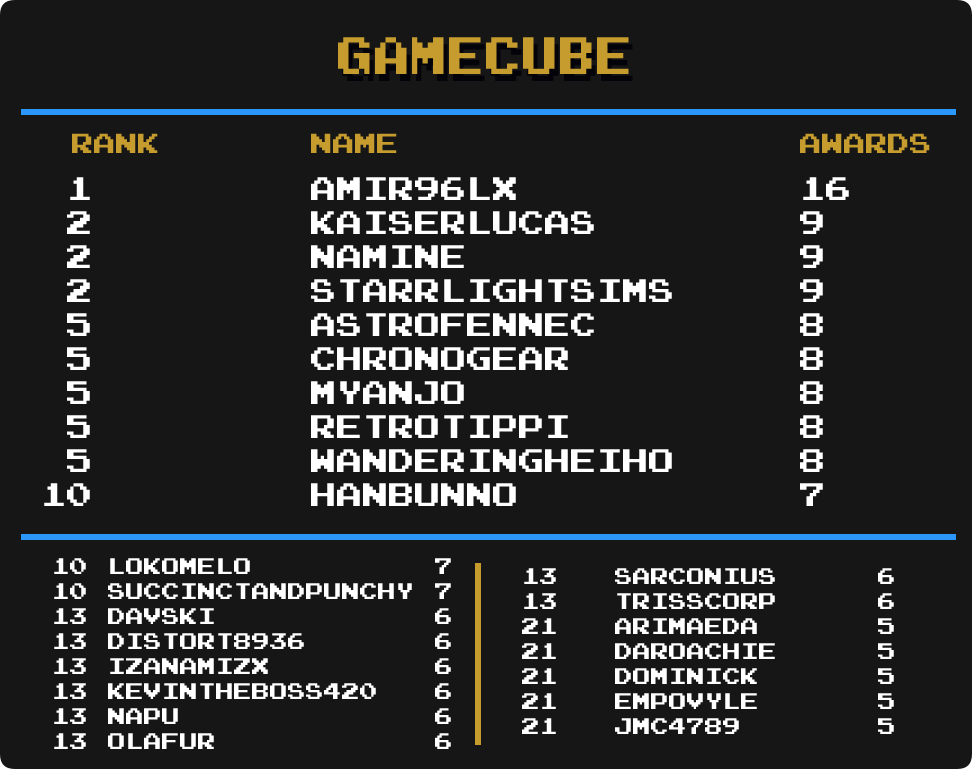 GAMECUBE
RANK NAME AWARDS
1 AMIR96LX 16
2 KAISERLUCAS 9
2 NAMINE 9
2 STARRLIGHTSIMS 9
5 ASTROFENNEC 8
5 CHRONOGEAR 8
5 MYANJO 8
5 RETROTIPPI 8
5 WANDERINGHEIHO 8
10 HANBUNNO 7
10 LOKOMELO 7
10 SUCCINCTANDPUNCHY 7
13 DAVSKI 6
13 DISTORT8936 6
13 IZANAMIZX 6
13 KEVINTHEBOSS420 6
13 NAPU 6
13 OLAFUR 6
13 SARCONIUS 6
13 TRISSCORP 6
21 ARIMAEDA 5
21 DAROACHIE 5
21 DOMINICK 5
21 EMPOVYLE 5
21 JMC4789 5